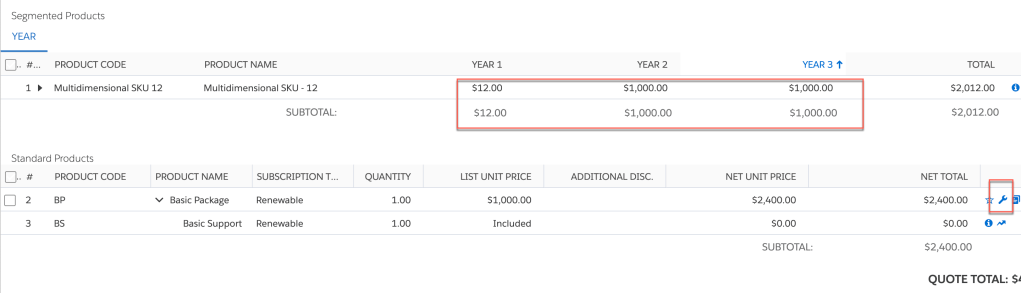 Segmented Products
YEAR
#... PRODUCT CODE PRODUCT NAME YEAR 1 YEAR 2 YEAR 3 TOTAL
1 Multidimensional SKU 12 Multidimensional SKU - 12 $12.00 $1,000.00 $1,000.00 $2,012.00
SUBTOTAL: $12.00 $1,000.00 $1,000.00 $2,012.00
Standard Products
# PRODUCT CODE PRODUCT NAME SUBSCRIPTION T... QUANTITY LIST UNIT PRICE ADDITIONAL DISC. NET UNIT PRICE NET TOTAL
2 BP Basic Package Renewable 1.00 $1,000.00 $2,400.00 $2,400.00
3 BS Basic Support Renewable 1.00 Included $0.00 $0.00
SUBTOTAL: $2,400.00
QUOTE TOTAL: